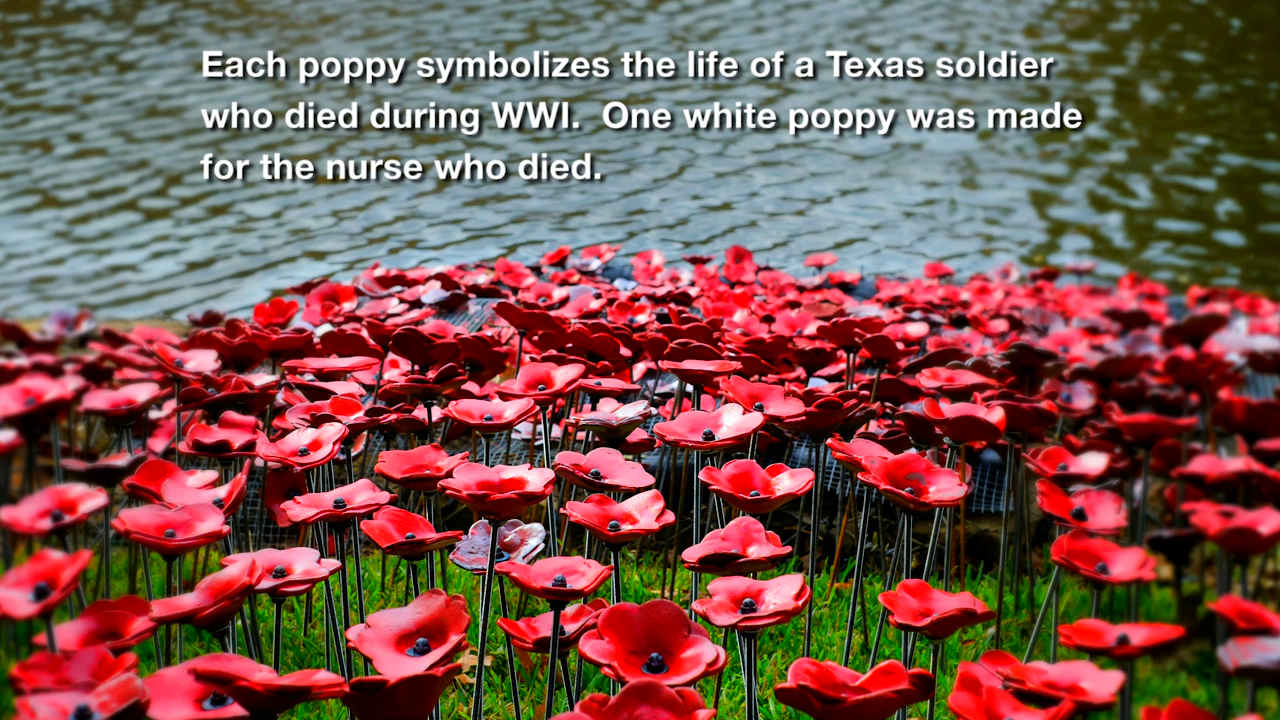 Each poppy symbolizes the life of a Texas soldier
who died during WWI.  One white poppy was made
for the nurse who died.